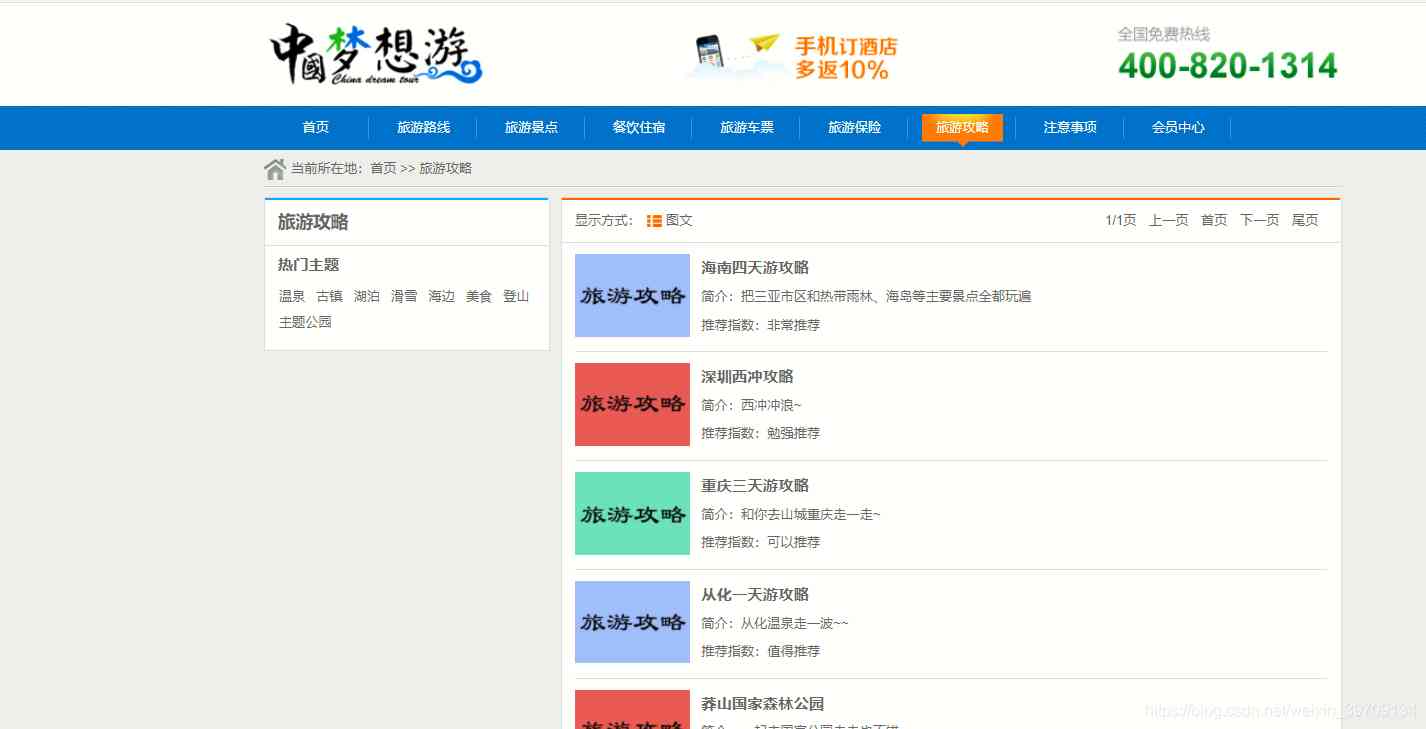 中國梦想游
China dream tour
手机订酒店
多返10%
全国免费热线
400-820-1314
首页 旅游路线 旅游景点 餐饮住宿 旅游车票 旅游保险 旅游攻略 注意事项 会员中心
当前所在地：首页 >> 旅游攻略
旅游攻略
热门主题
温泉 古镇 湖泊 滑雪 海边 美食 登山
主题公园
显示方式： 图文
1/1页 上一页 首页 下一页 尾页
旅游攻略
海南四天游攻略
简介：把三亚市区和热带雨林、海岛等主要景点全都玩遍
推荐指数：非常推荐
旅游攻略
深圳西冲攻略
简介：西冲冲浪~
推荐指数：勉强推荐
旅游攻略
重庆三天游攻略
简介：和你去山城重庆走一走~
推荐指数：可以推荐
旅游攻略
从化一天游攻略
简介：从化温泉走一波~~
推荐指数：值得推荐
旅游攻略
莽山国家森林公园
https://blog.csdn.net/weixin_39709134